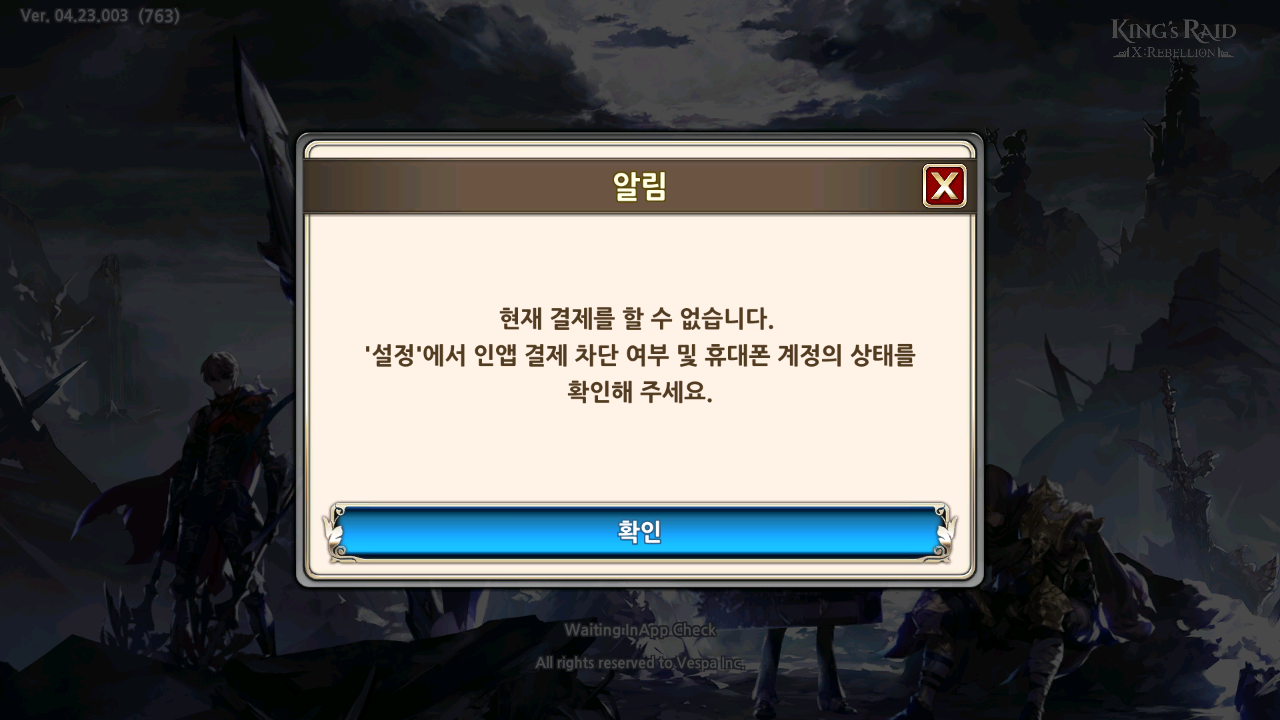 Ver. 04.23.003 (763)
KING'S RAID
X:REBELLION
알림
X
현재 결제를 할 수 없습니다.
'설정'에서 인앱 결제 차단 여부 및 휴대폰 계정의 상태를
확인해 주세요.
확인
Waiting InApp Check
All rights reserved to Vespa Inc.